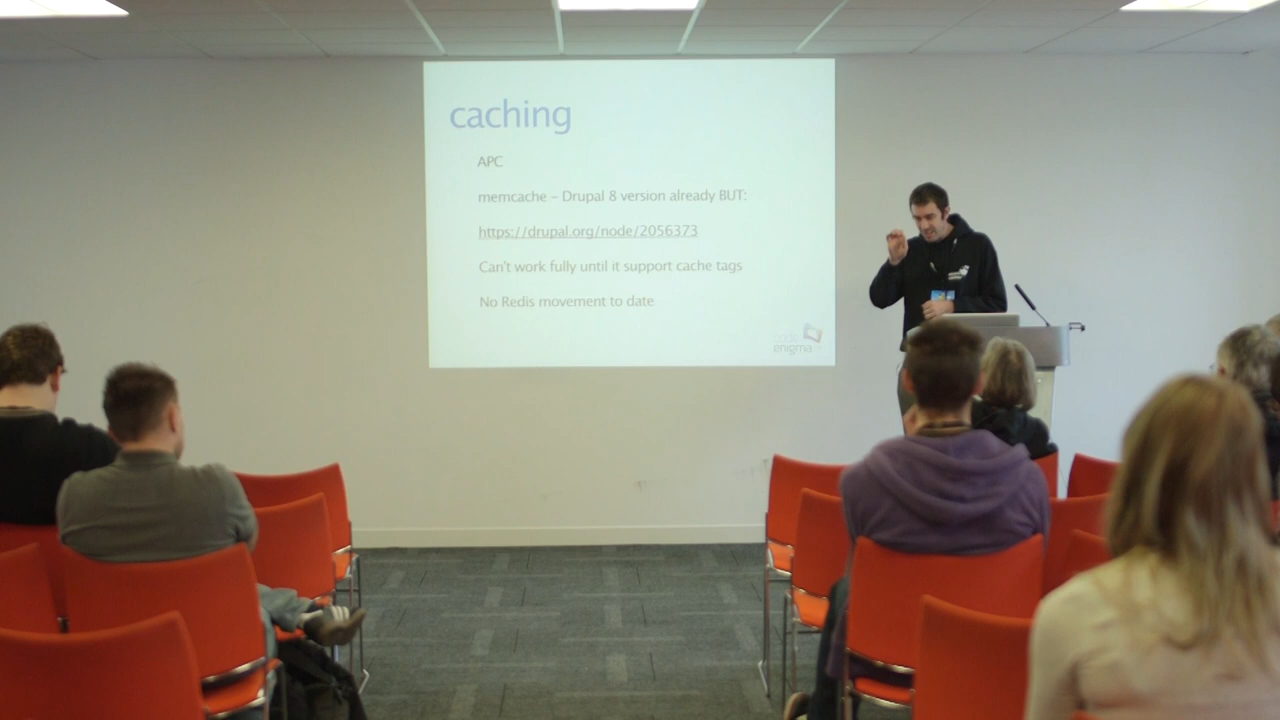 caching
APC
memcache – Drupal 8 version already BUT:
https://drupal.org/node/2056373
Can't work fully until it support cache tags
No Redis movement to date
code
enigma